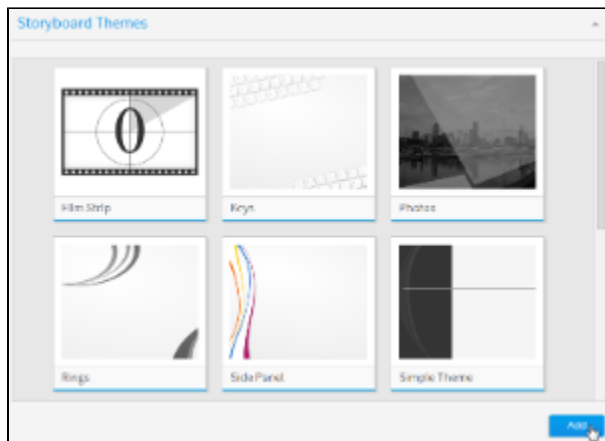 Storyboard Themes
0
Film Strip
Keys
Photos
Rings
Side Panel
Simple Theme
Add